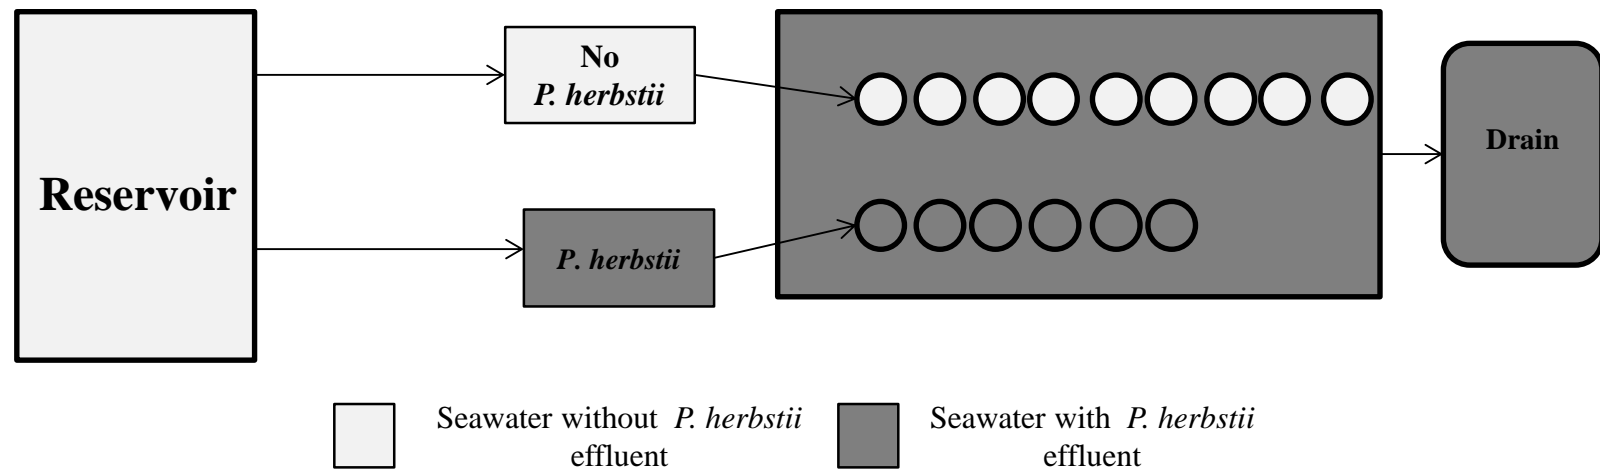 No
P. herbstii
Reservoir
P. herbstii
Drain
Seawater without P. herbstii
effluent
Seawater with P. herbstii
effluent